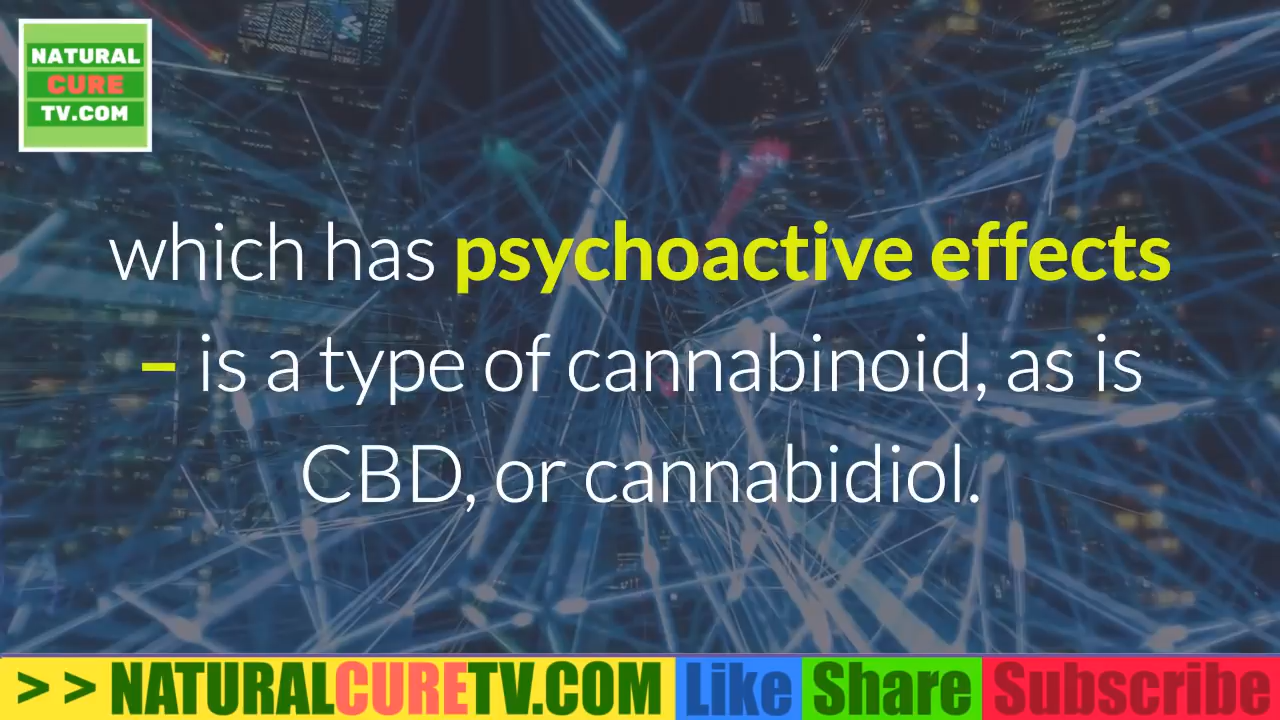 NATURAL
CURE
TV.COM
which has psychoactive effects
– is a type of cannabinoid, as is
CBD, or cannabidiol.
> > NATURALCURETV.COM Like Share Subscribe